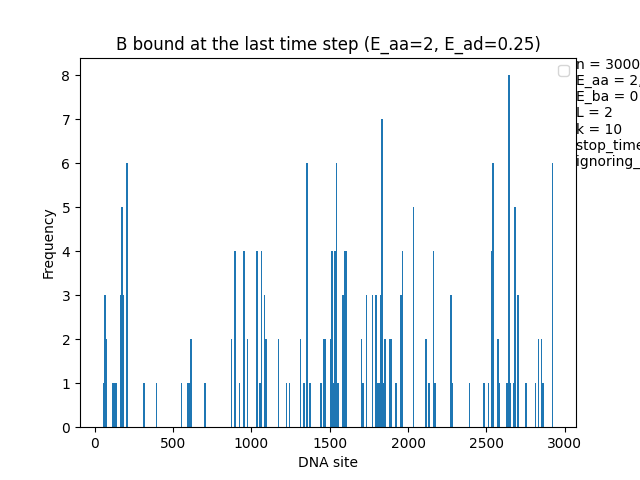 B bound at the last time step (E_aa=2, E_ad=0.25)
n = 3000
E_aa = 2,
E_ba = 0
L = 2
k = 10
stop_time
ignoring_
8
7
6
5
4
3
2
1
0
Frequency
0 500 1000 1500 2000 2500 3000
DNA site